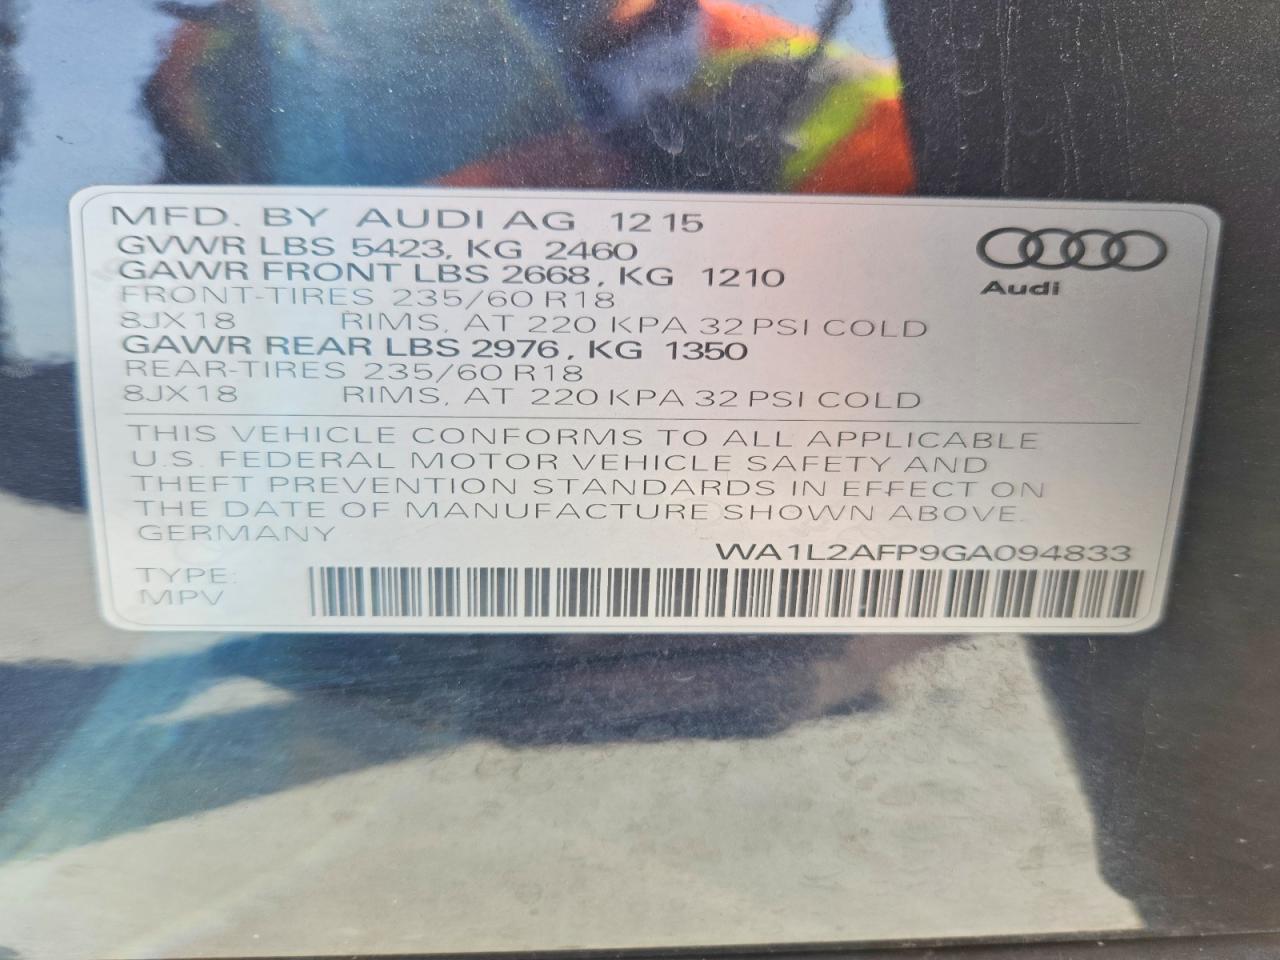 MFD. BY AUDI AG 12 15
GVWR LBS 5423, KG 2460
GAWR FRONT LBS 2668, KG 1210
FRONT-TIRES 235/60 R18
8JX18 RIMS, AT 220 KPA 32 PSI COLD
GAWR REAR LBS 2976, KG 1350
REAR-TIRES 235/60 R18
8JX18 RIMS, AT 220 KPA 32 PSI COLD
Audi
THIS VEHICLE CONFORMS TO ALL APPLICABLE
U.S. FEDERAL MOTOR VEHICLE SAFETY AND
THEFT PREVENTION STANDARDS IN EFFECT ON
THE DATE OF MANUFACTURE SHOWN ABOVE.
GERMANY
WA1L2AFP9GA094833
TYPE:
MPV